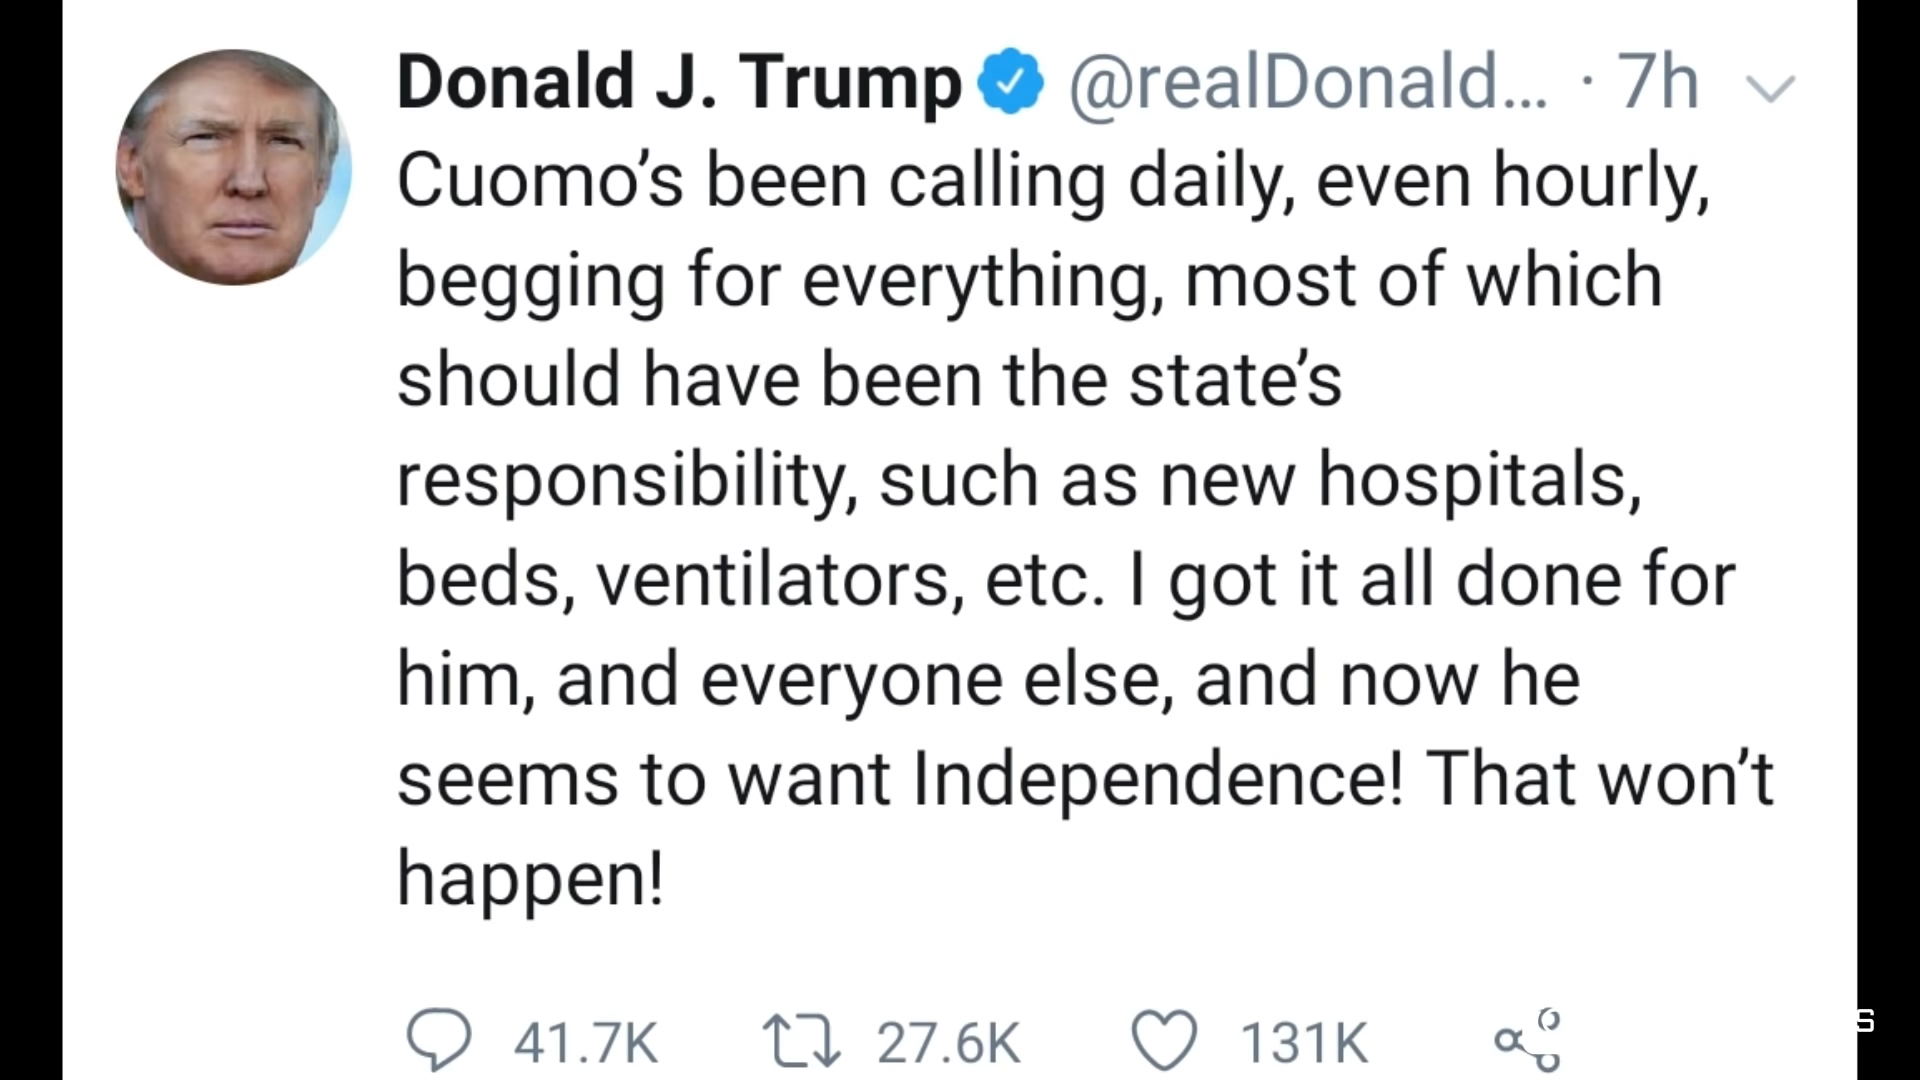 Donald J. Trump @realDonald... · 7h
Cuomo’s been calling daily, even hourly,
begging for everything, most of which
should have been the state’s
responsibility, such as new hospitals,
beds, ventilators, etc. I got it all done for
him, and everyone else, and now he
seems to want Independence! That won’t
happen!
41.7K 27.6K 131K